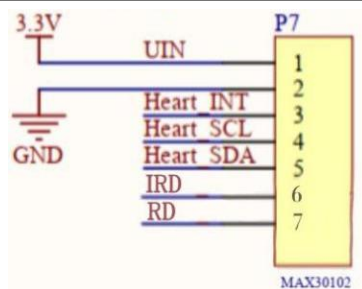 3.3V
P7
UIN
1
2
Heart_INT
3
Heart_SCL
4
GND
Heart_SDA
5
IRD
6
RD
7
MAX30102